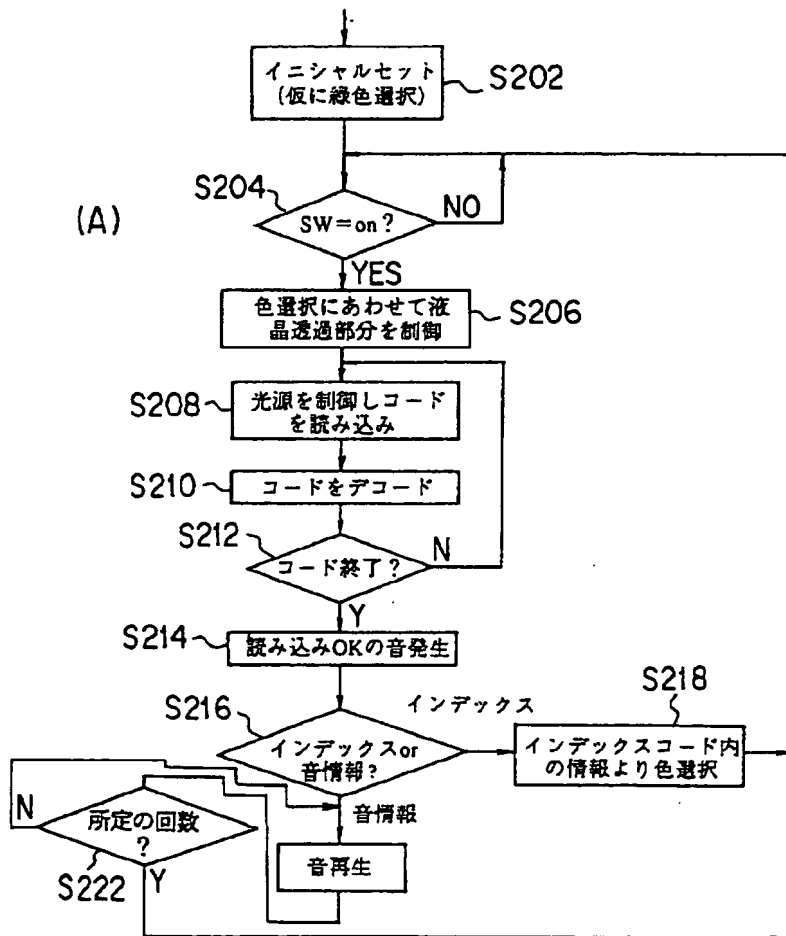 イニシャルセット
(仮に緑色選択)
S202
(A)
S204
SW=on?
NO
YES
色選択にあわせて液
晶透過部分を制御
S206
S208
光源を制御しコード
を読み込み
S210
コードをデコード
S212
コード終了?
N
Y
S214
読み込みOKの音発生
S216
インデックスor
音情報?
インデックス
S218
インデックスコード内
の情報より色選択
音情報
N
所定の回数
?
S222
Y
音再生